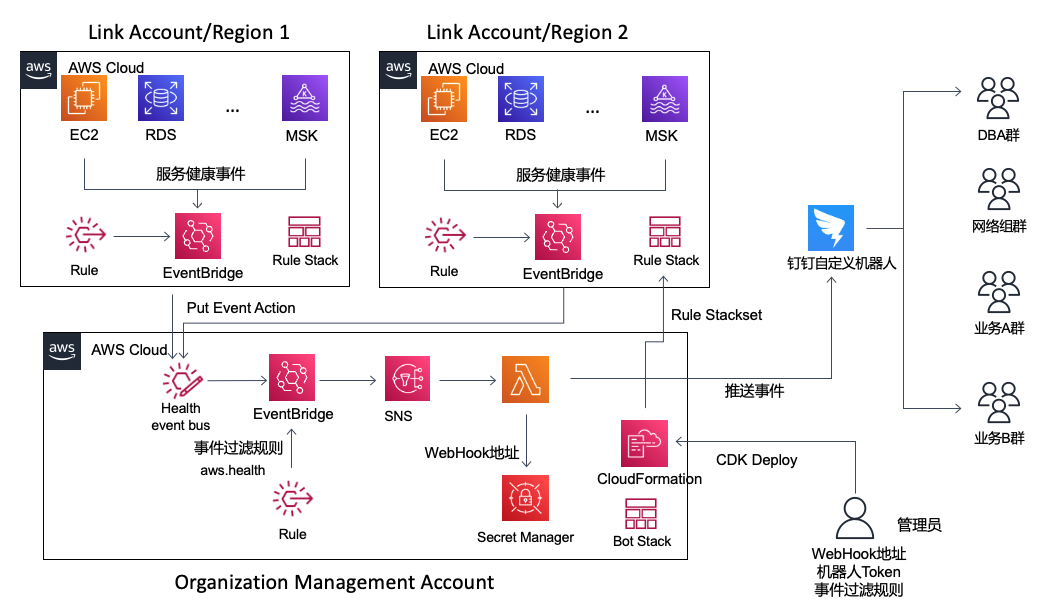 Link Account/Region 1
aws
AWS Cloud
EC2
RDS
...
MSK
服务健康事件
Rule
EventBridge
Rule Stack
Link Account/Region 2
aws
AWS Cloud
EC2
RDS
...
MSK
服务健康事件
Rule
EventBridge
Rule Stack
Put Event Action
Rule Stackset
aws
AWS Cloud
Health
event bus
EventBridge
SNS
事件过滤规则
aws.health
Rule
WebHook地址
Secret Manager
CloudFormation
Bot Stack
Organization Management Account
推送事件
CDK Deploy
钉钉自定义机器人
DBA群
网络组群
业务A群
业务B群
管理员
WebHook地址
机器人Token
事件过滤规则